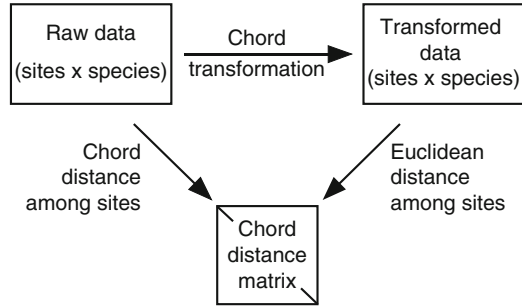 Raw data
(sites x species)
Chord
transformation
Transformed
data
(sites x species)
Chord
distance
among sites
Euclidean
distance
among sites
Chord
distance
matrix